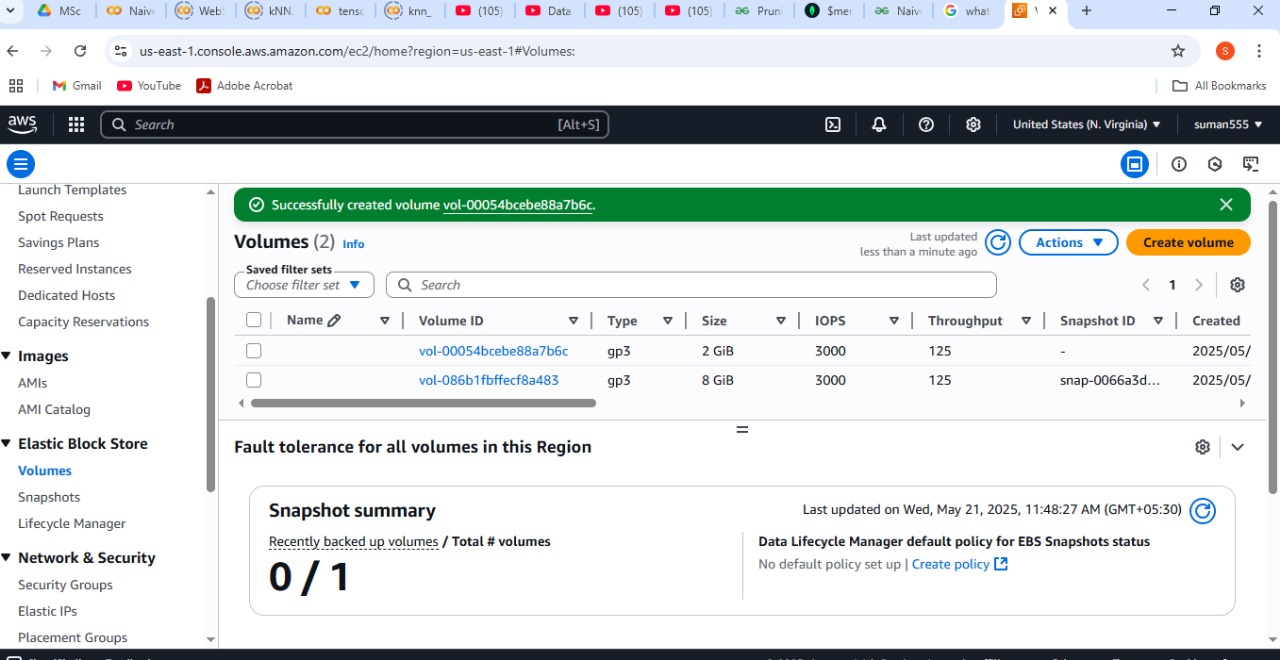 MSc
Naive
Web
kNN.
tens
knn_
(105)
Data
(105)
(105)
Pruni
$mer
Naiv
what
us-east-1.console.aws.amazon.com/ec2/home?region=us-east-1#Volumes:
S
Gmail YouTube Adobe Acrobat All Bookmarks
aws Search [Alt+S] United States (N. Virginia) ▼ suman555 ▼
Launch Templates
Spot Requests
Savings Plans
Reserved Instances
Dedicated Hosts
Capacity Reservations
Images
AMIs
AMI Catalog
Elastic Block Store
Volumes
Snapshots
Lifecycle Manager
Network & Security
Security Groups
Elastic IPs
Placement Groups
Successfully created volume vol-00054bcebe88a7b6c.
Volumes (2) Info
Last updated
less than a minute ago
Actions ▼ Create volume
Saved filter sets
Choose filter set Search 1
Name Volume ID Type Size IOPS Throughput Snapshot ID Created
vol-00054bcebe88a7b6c gp3 2 GiB 3000 125 - 2025/05/
vol-086b1fbffecf8a483 gp3 8 GiB 3000 125 snap-0066a3d... 2025/05/
Fault tolerance for all volumes in this Region
Snapshot summary Last updated on Wed, May 21, 2025, 11:48:27 AM (GMT+05:30)
Recently backed up volumes / Total # volumes
0 / 1
Data Lifecycle Manager default policy for EBS Snapshots status
No default policy set up | Create policy